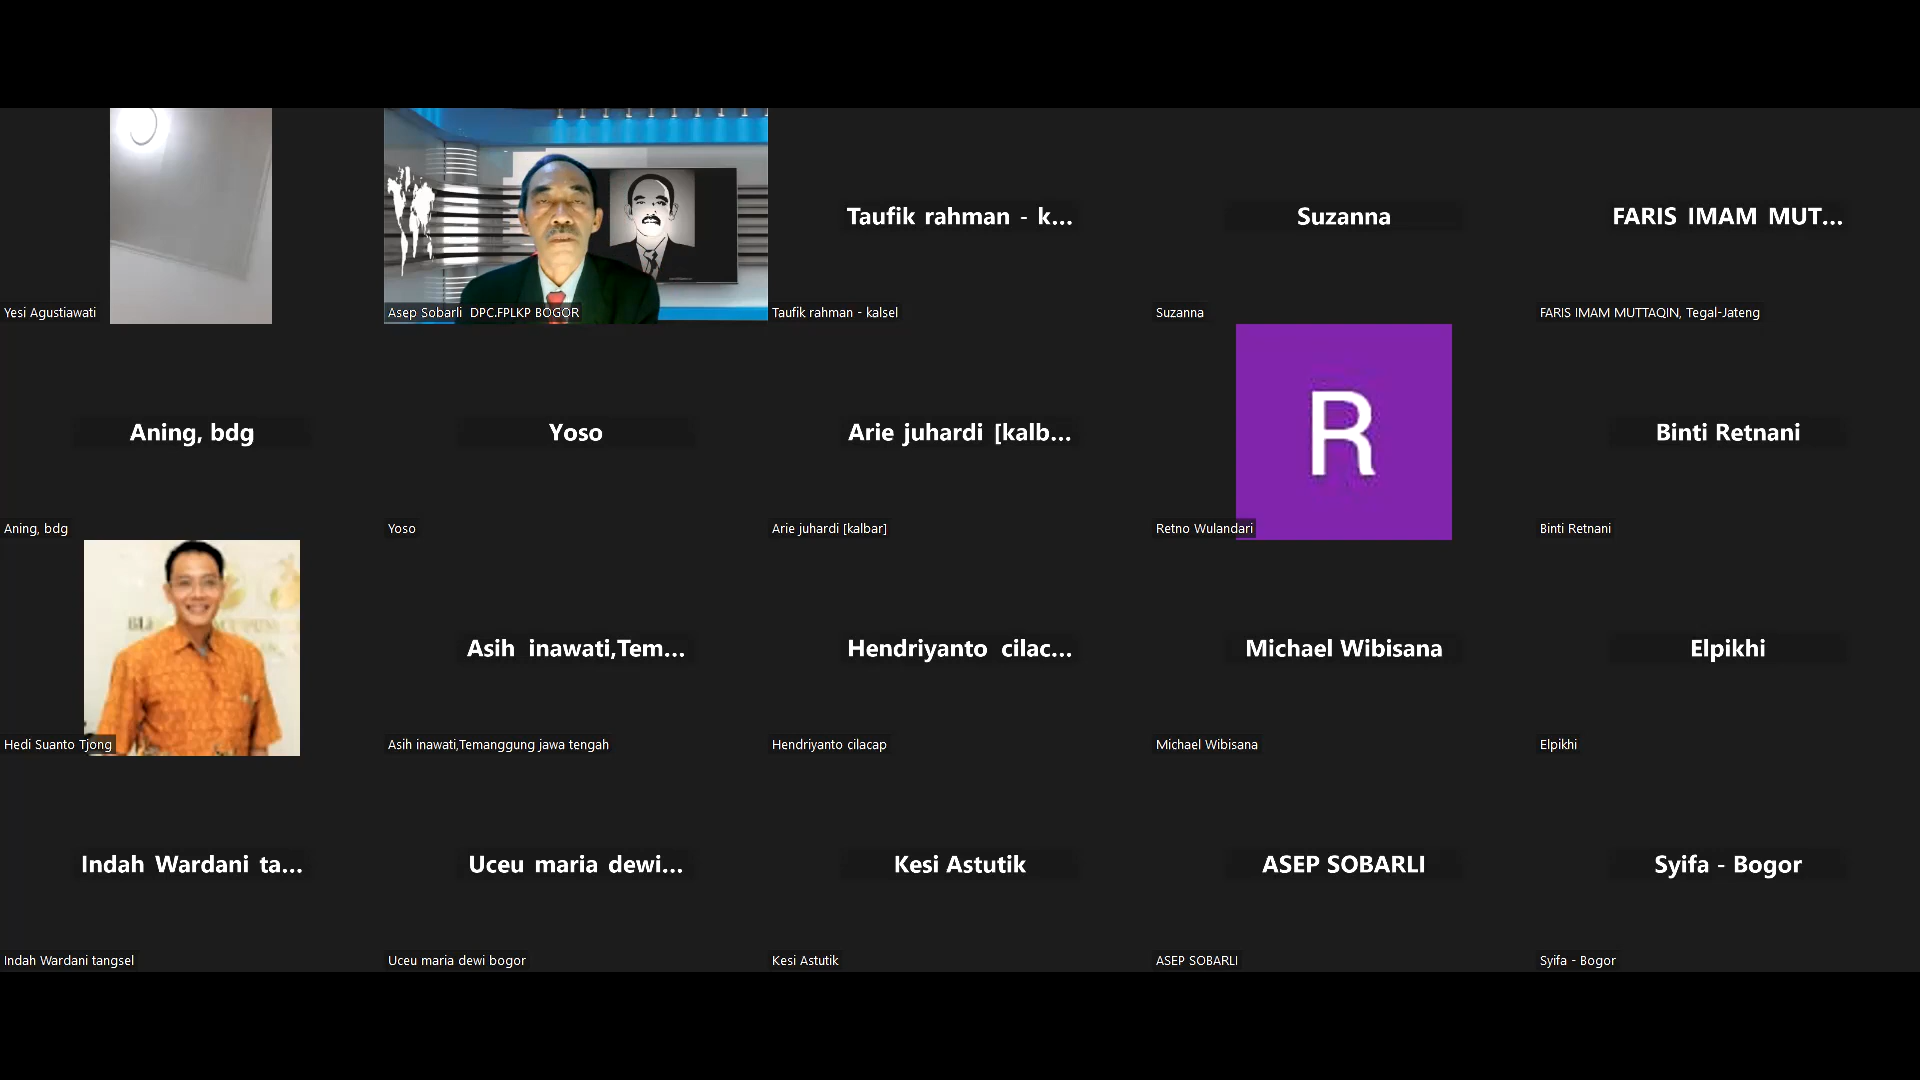 Yesi Agustiawati
Asep Sobarli DPC.FPLKP BOGOR
Taufik rahman - k...
Taufik rahman - kalsel
Suzanna
Suzanna
FARIS IMAM MUT...
FARIS IMAM MUTTAQIN, Tegal-Jateng
Aning, bdg
Aning, bdg
Yoso
Yoso
Arie juhardi [kalb...
Arie juhardi [kalbar]
R
Retno Wulandari
Binti Retnani
Binti Retnani
Hedi Suanto Tjong
Asih inawati,Tem...
Asih inawati,Temanggung jawa tengah
Hendriyanto cilac...
Hendriyanto cilacap
Michael Wibisana
Michael Wibisana
Elpikhi
Elpikhi
Indah Wardani ta...
Indah Wardani tangsel
Uceu maria dewi...
Uceu maria dewi bogor
Kesi Astutik
Kesi Astutik
ASEP SOBARLI
ASEP SOBARLI
Syifa - Bogor
Syifa - Bogor